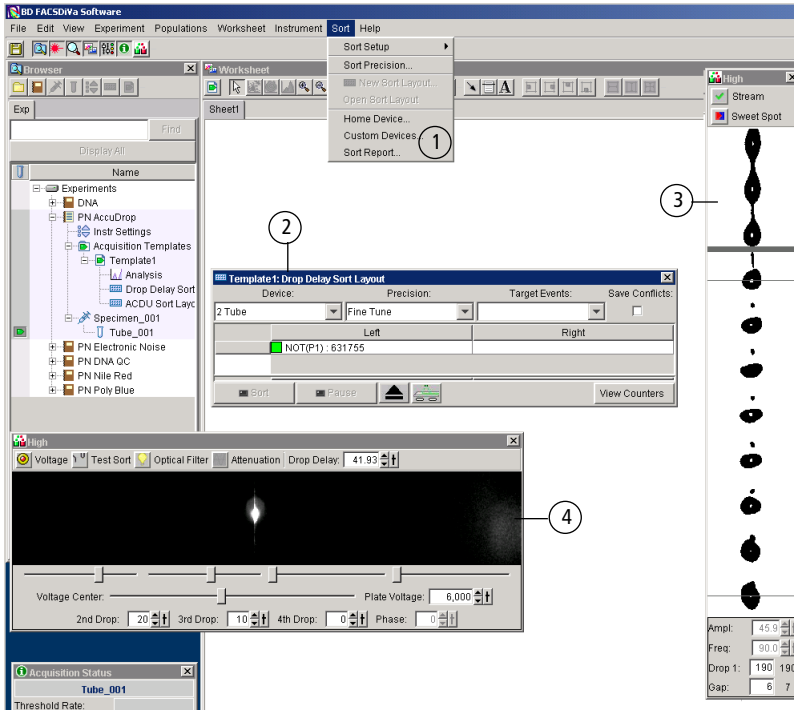 BD FACSDiVa Software
File Edit View Experiment Populations Worksheet Instrument Sort Help
Sort Setup
Sort Precision...
New Sort Layout...
Open Sort Layout
Home Device...
Custom Devices...
Sort Report...
1
Browser
Exp
Find
Display All
Name
Experiments
DNA
PN AccuDrop
Instr Settings
Acquisition Templates
Template1
Analysis
Drop Delay Sort
ACDU Sort Layc
Specimen_001
Tube_001
PN Electronic Noise
PN DNA QC
PN Nile Red
PN Poly Blue
Worksheet
Sheet1
2
Template1: Drop Delay Sort Layout
Device: Precision: Target Events: Save Conflicts:
2 Tube Fine Tune
Left Right
NOT(P1) : 631755
Sort Pause View Counters
High
Stream
Sweet Spot
3
Ampl: 45.9
Freq: 90.0
Drop 1: 190 190
Gap: 6 7
High
Voltage Test Sort Optical Filter Attenuation Drop Delay: 41.93
4
Voltage Center: Plate Voltage: 6,000
2nd Drop: 20 3rd Drop: 10 4th Drop: 0 Phase: 0
Acquisition Status
Tube_001
Threshold Rate: